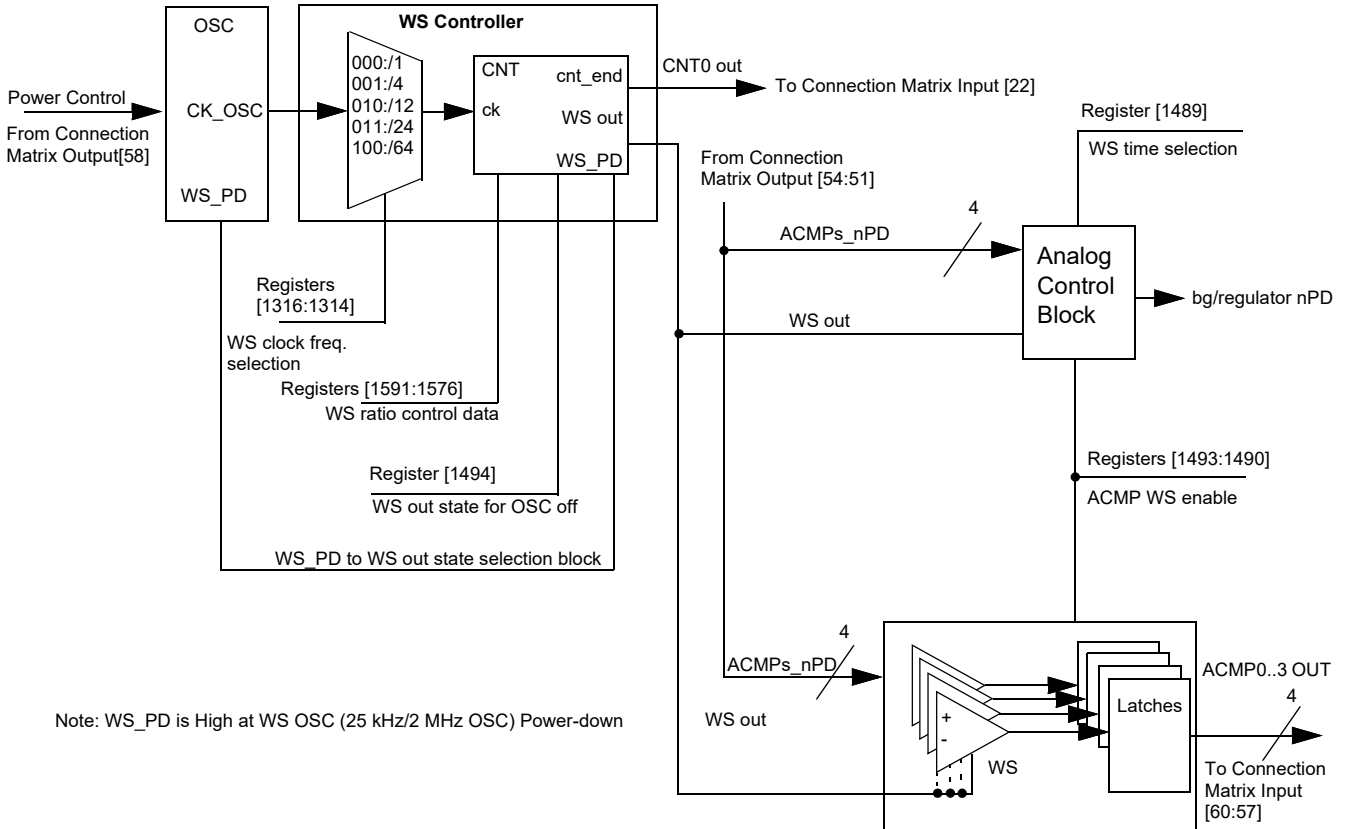 OSC
WS Controller
Power Control
From Connection
Matrix Output[58]
CK_OSC
WS_PD
000:/1
001:/4
010:/12
011:/24
100:/64
CNT
ck
cnt_end
WS out
WS_PD
CNT0 out
To Connection Matrix Input [22]
Register [1489]
WS time selection
From Connection
Matrix Output [54:51]
4
ACMPs_nPD
Analog
Control
Block
bg/regulator nPD
WS out
Registers
[1316:1314]
WS clock freq.
selection
Registers [1591:1576]
WS ratio control data
Register [1494]
WS out state for OSC off
WS_PD to WS out state selection block
Registers [1493:1490]
ACMP WS enable
4
ACMPs_nPD
WS out
+
-
WS
Latches
ACMP0..3 OUT
4
To Connection
Matrix Input
[60:57]
Note: WS_PD is High at WS OSC (25 kHz/2 MHz OSC) Power-down